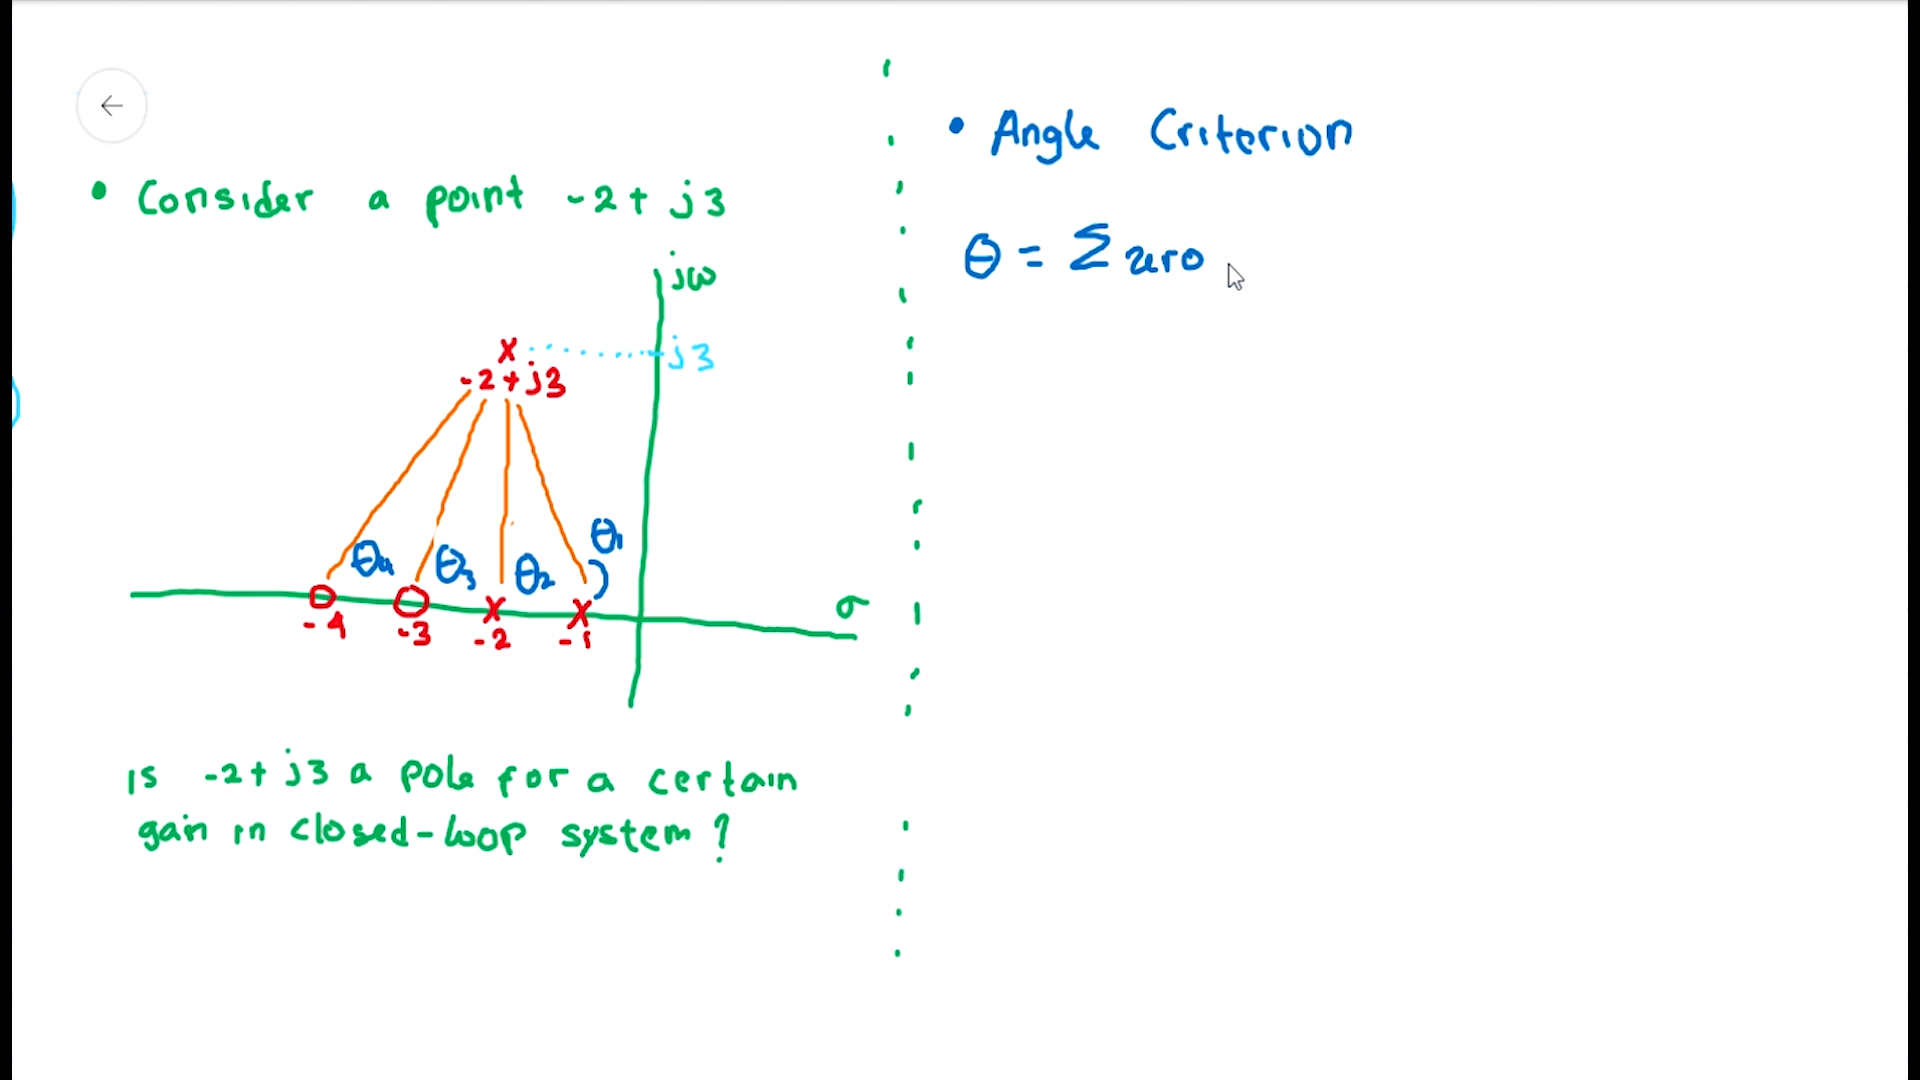 • Consider a point -2 + j3
jω
j3
-2 + j3
θ1
θ4 θ3 θ2
σ
-4 -3 -2 -1
Is -2 + j3 a pole for a certain
gain in closed-loop system?
• Angle Criterion
θ = Σ zero